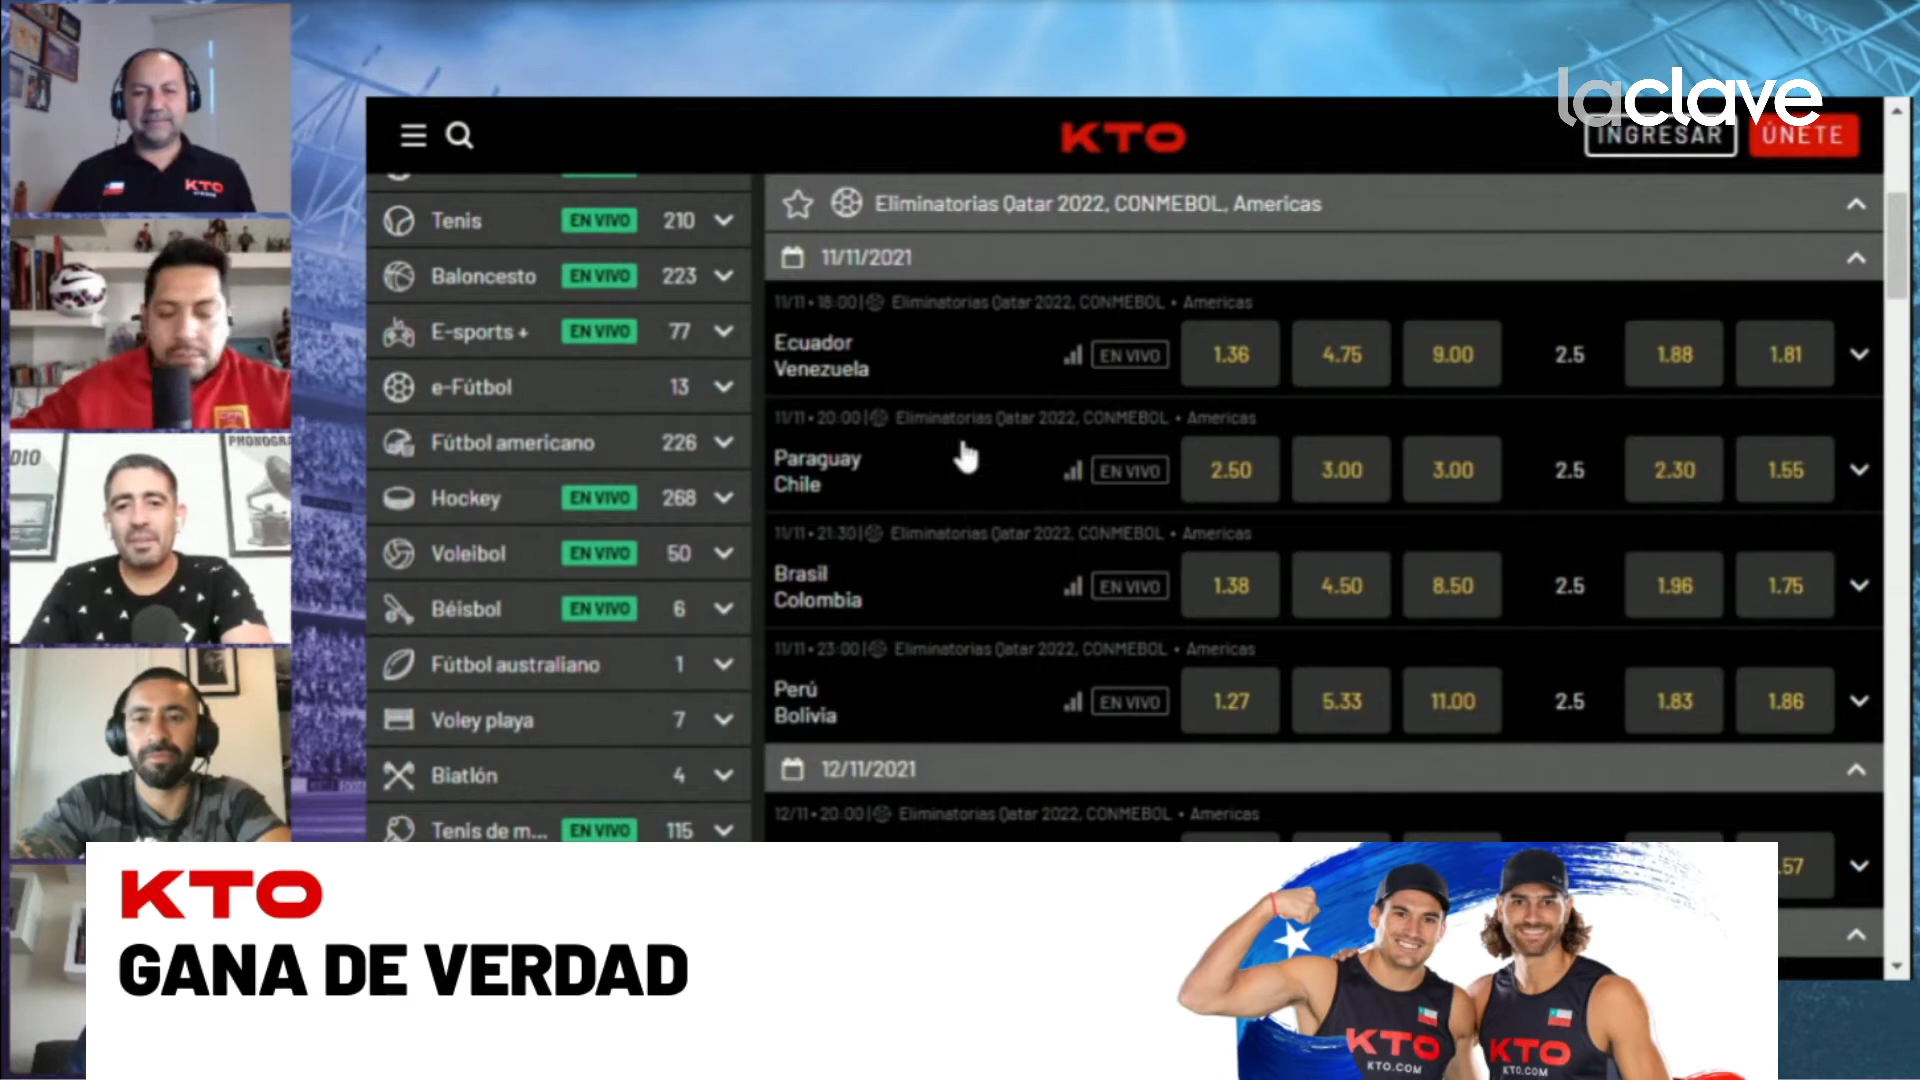 laclave
KTO
INGRESAR
ÚNETE
KTO
DIO
PHONOGRA
Tenis EN VIVO 210
Baloncesto EN VIVO 223
E-sports + EN VIVO 77
e-Fútbol 13
Fútbol americano 226
Hockey EN VIVO 268
Voleibol EN VIVO 50
Béisbol EN VIVO 6
Fútbol australiano 1
Voley playa 7
Biatlón 4
Tenis de m... EN VIVO 115
Eliminatorias Qatar 2022, CONMEBOL, Americas
11/11/2021
11/11 • 18:00 | Eliminatorias Qatar 2022, CONMEBOL • Americas
Ecuador
Venezuela
EN VIVO 1.36 4.75 9.00 2.5 1.88 1.81
11/11 • 20:00 | Eliminatorias Qatar 2022, CONMEBOL • Americas
Paraguay
Chile
EN VIVO 2.50 3.00 3.00 2.5 2.30 1.55
11/11 • 21:30 | Eliminatorias Qatar 2022, CONMEBOL • Americas
Brasil
Colombia
EN VIVO 1.38 4.50 8.50 2.5 1.96 1.75
11/11 • 23:00 | Eliminatorias Qatar 2022, CONMEBOL • Americas
Perú
Bolivia
EN VIVO 1.27 5.33 11.00 2.5 1.83 1.86
12/11/2021
12/11 • 20:00 | Eliminatorias Qatar 2022, CONMEBOL • Americas
.57
KTO
GANA DE VERDAD
KTO
KTO.COM
KTO
KTO.COM